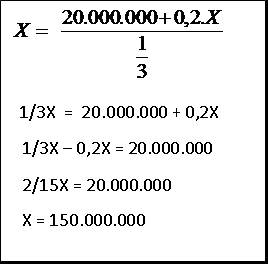 X = (20.000.000+0,2.X) / (1/3)
1/3X = 20.000.000 + 0,2X
1/3X – 0,2X = 20.000.000
2/15X = 20.000.000
X = 150.000.000